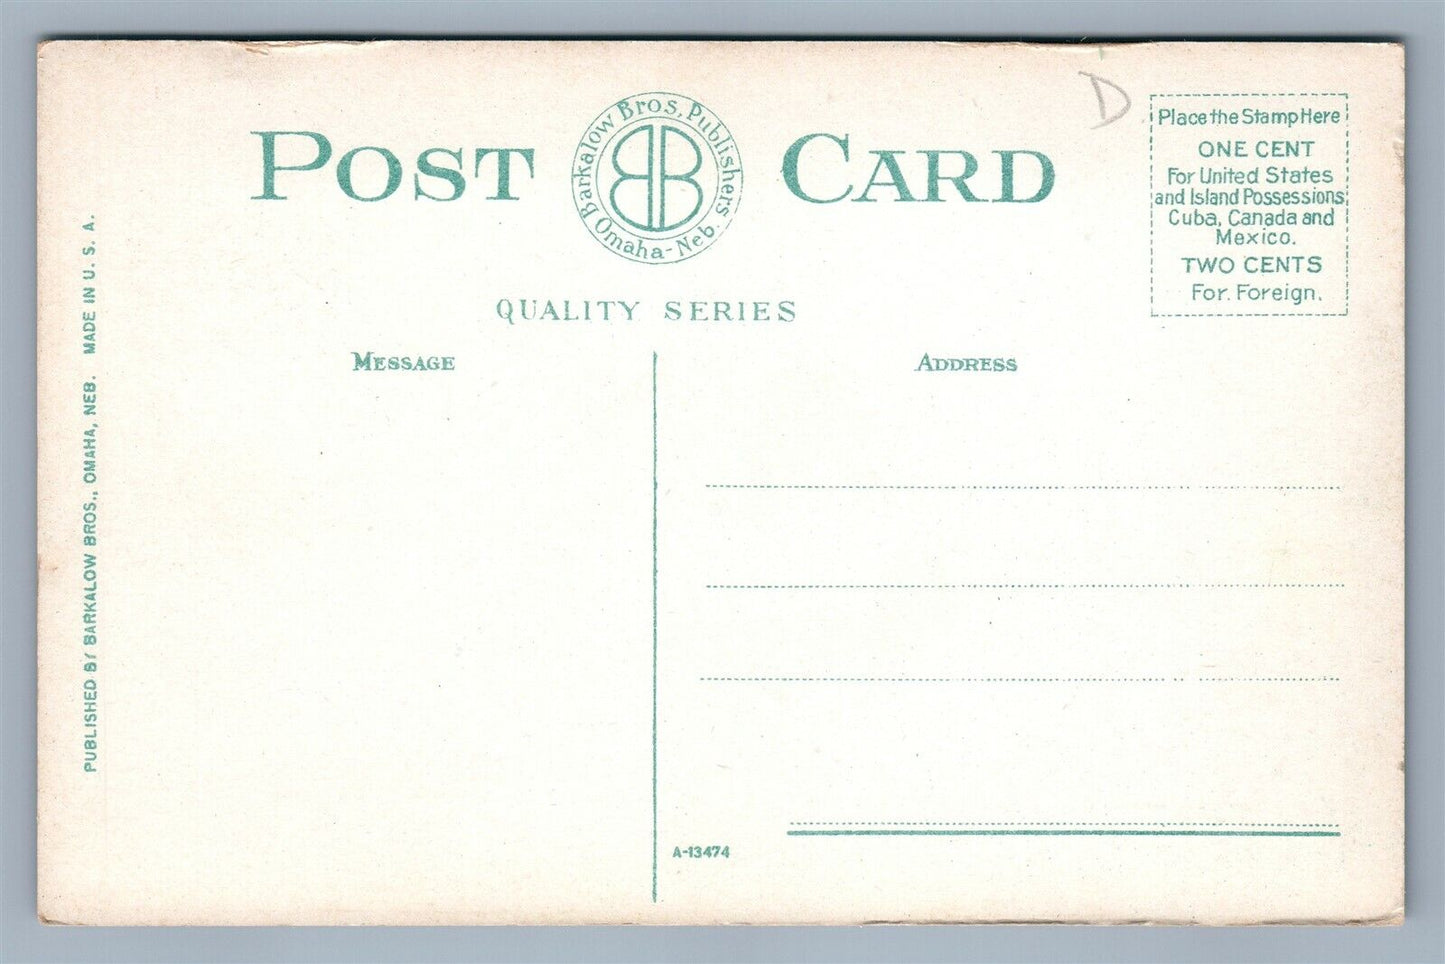 POST CARD
Barkalow Bros. Publishers.
Omaha-Neb.
BB
D
Place the Stamp Here
ONE CENT
For United States
and Island Possessions,
Cuba, Canada and
Mexico.
TWO CENTS
For. Foreign.
QUALITY SERIES
MESSAGE
ADDRESS
PUBLISHED BY BARKALOW BROS., OMAHA, NEB. MADE IN U. S. A.
A-13474